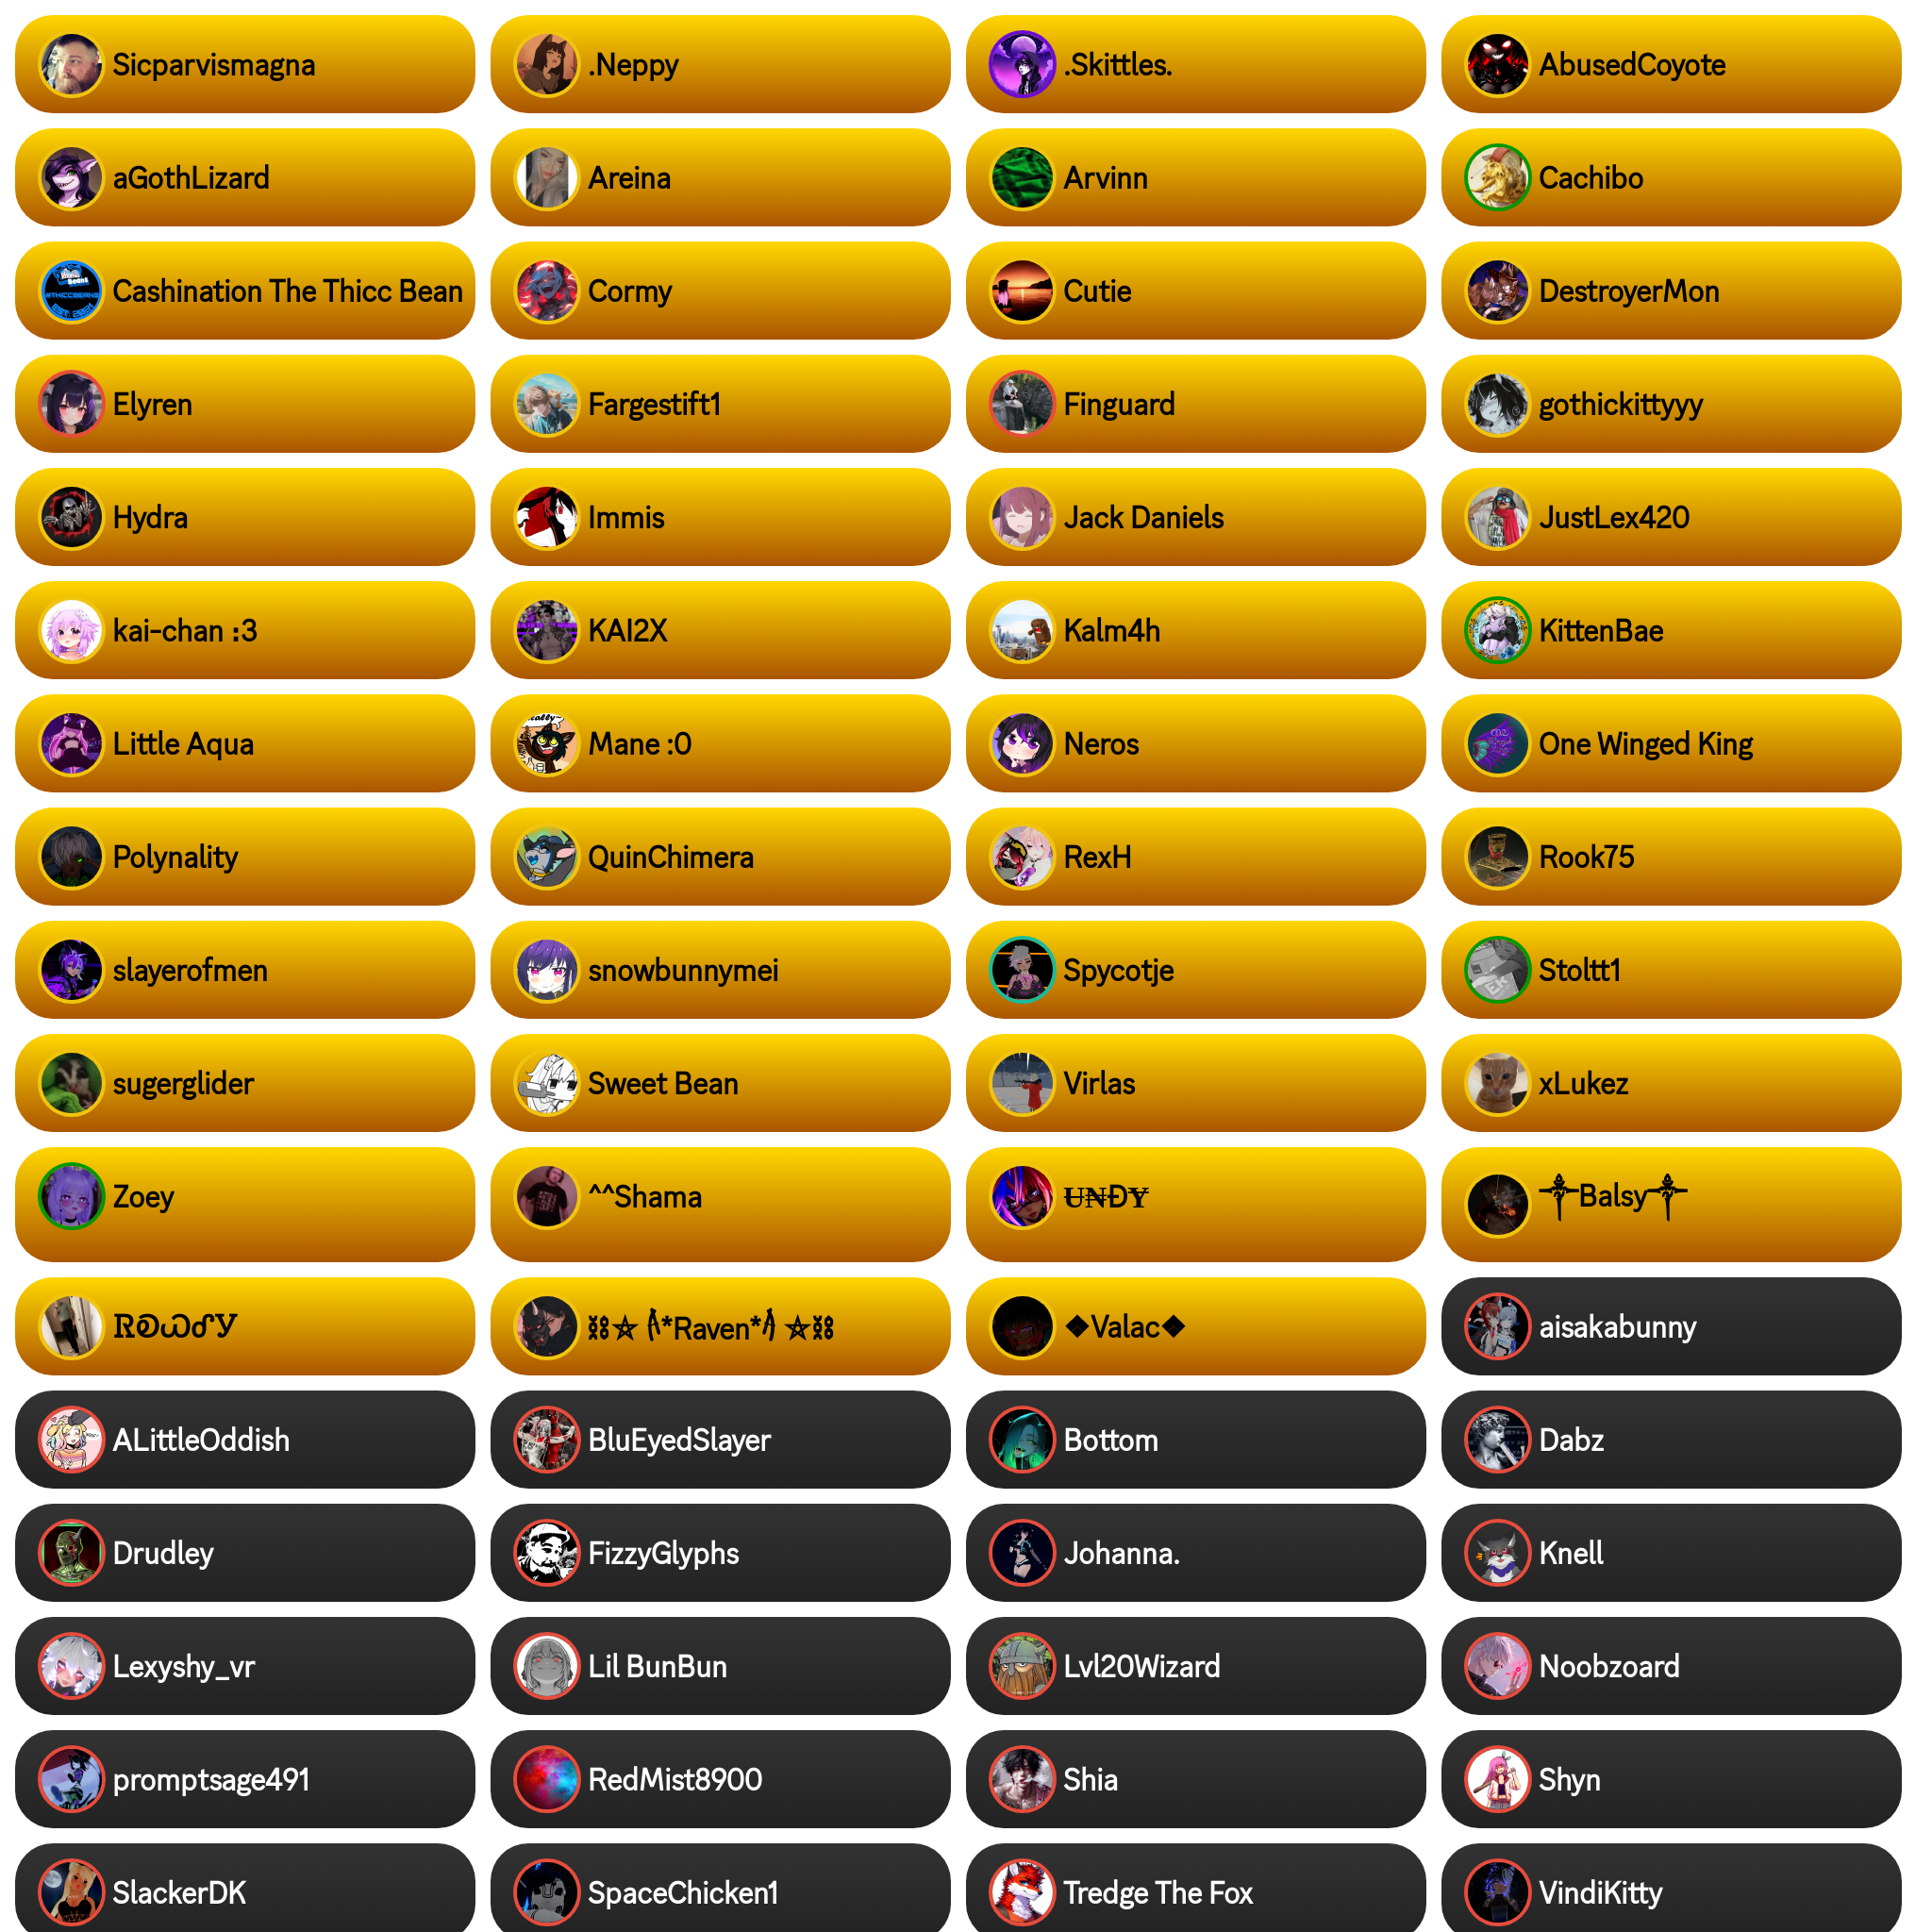 Sicparvismagna
.Neppy
.Skittles.
AbusedCoyote
aGothLizard
Areina
Arvinn
Cachibo
Cashination The Thicc Bean
Cormy
Cutie
DestroyerMon
Elyren
Fargestift1
Finguard
gothickittyyy
Hydra
Immis
Jack Daniels
JustLex420
kai-chan :3
KAI2X
Kalm4h
KittenBae
Little Aqua
Mane :0
Neros
One Winged King
Polynality
QuinChimera
RexH
Rook75
slayerofmen
snowbunnymei
Spycotje
Stoltt1
sugerglider
Sweet Bean
Virlas
xLukez
Zoey
^^Shama
U̶N̶ĐY̶
༒Balsy༒
*Raven*
◆Valac◆
aisakabunny
ALittleOddish
BluEyedSlayer
Bottom
Dabz
Drudley
FizzyGlyphs
Johanna.
Knell
Lexyshy_vr
Lil BunBun
Lvl20Wizard
Noobzoard
promptsage491
RedMist8900
Shia
Shyn
SlackerDK
SpaceChicken1
Tredge The Fox
VindiKitty